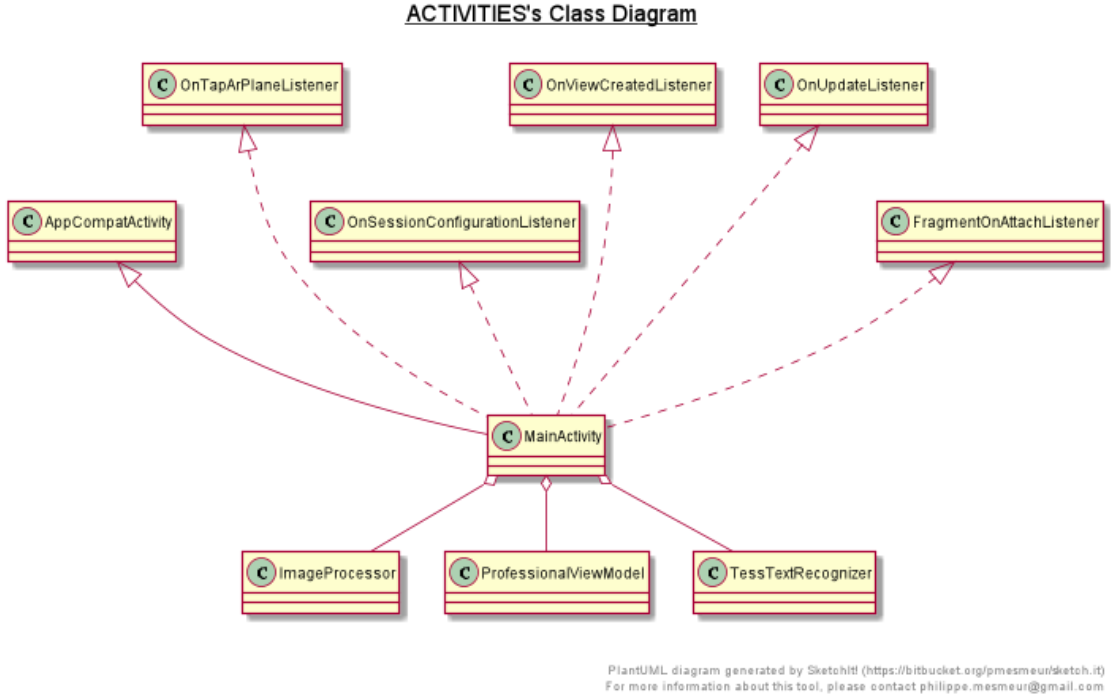 ACTIVITIES's Class Diagram
C OnTapArPlaneListener
C OnViewCreatedListener
C OnUpdateListener
C AppCompatActivity
C OnSessionConfigurationListener
C FragmentOnAttachListener
C MainActivity
C ImageProcessor
C ProfessionalViewModel
C TessTextRecognizer
PlantUML diagram generated by SketchIt! (https://bitbucket.org/pmesmeur/sketch.it)
For more information about this tool, please contact philippe.mesmeur@gmail.com